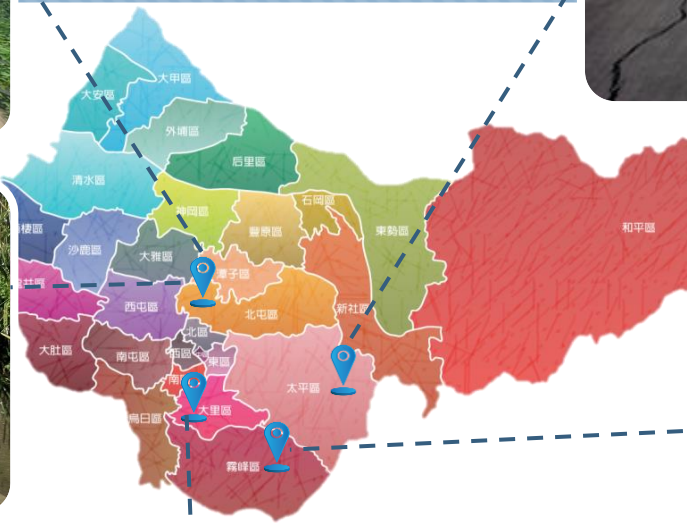 大甲區
大安區
外埔區
后里區
清水區
神岡區
石岡區
和平區
豐原區
東勢區
棲區
沙鹿區
大雅區
潭子區
井區
西屯區
北屯區
新社區
北區
大肚區
南屯區
西區
東區
太平區
南
大里區
烏日區
霧峰區